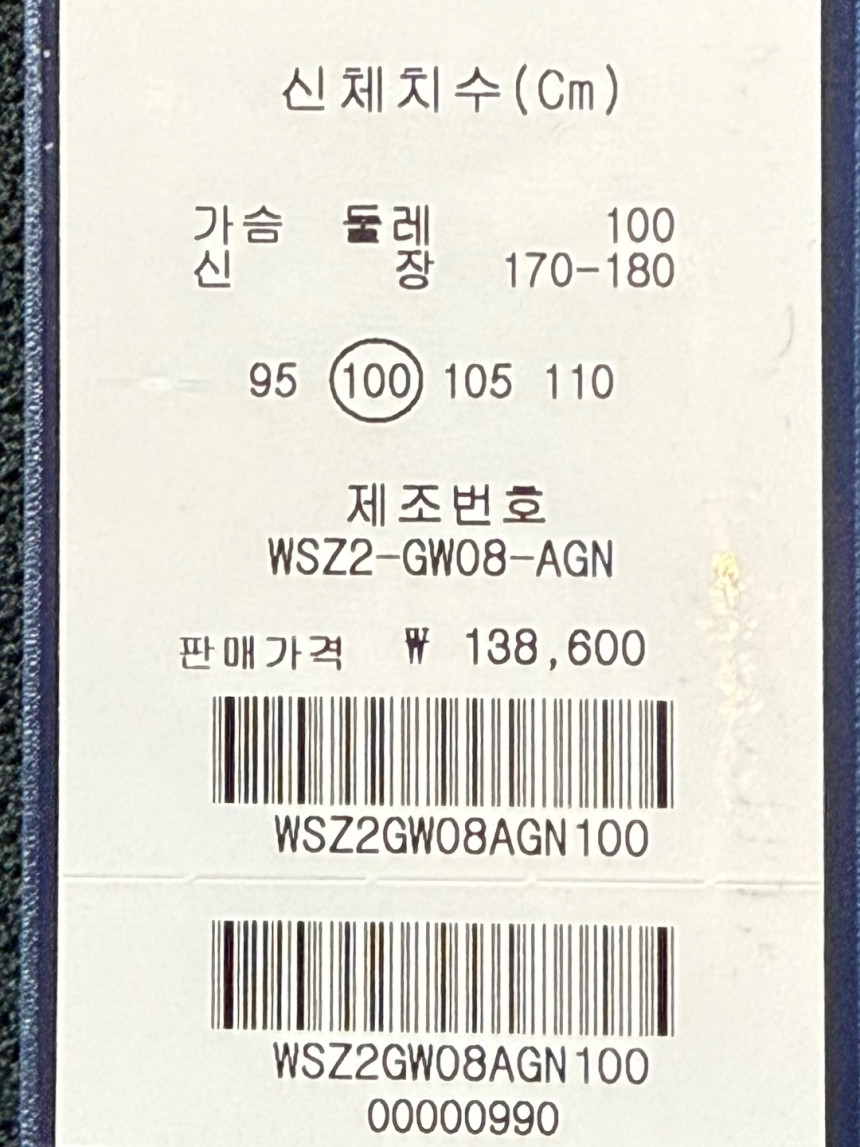 신체치수(Cm)
가슴 둘레 100
신 장 170-180
95 100 105 110
제조번호
WSZ2-GW08-AGN
판매가격 ₩ 138,600
WSZ2GW08AGN100
WSZ2GW08AGN100
00000990